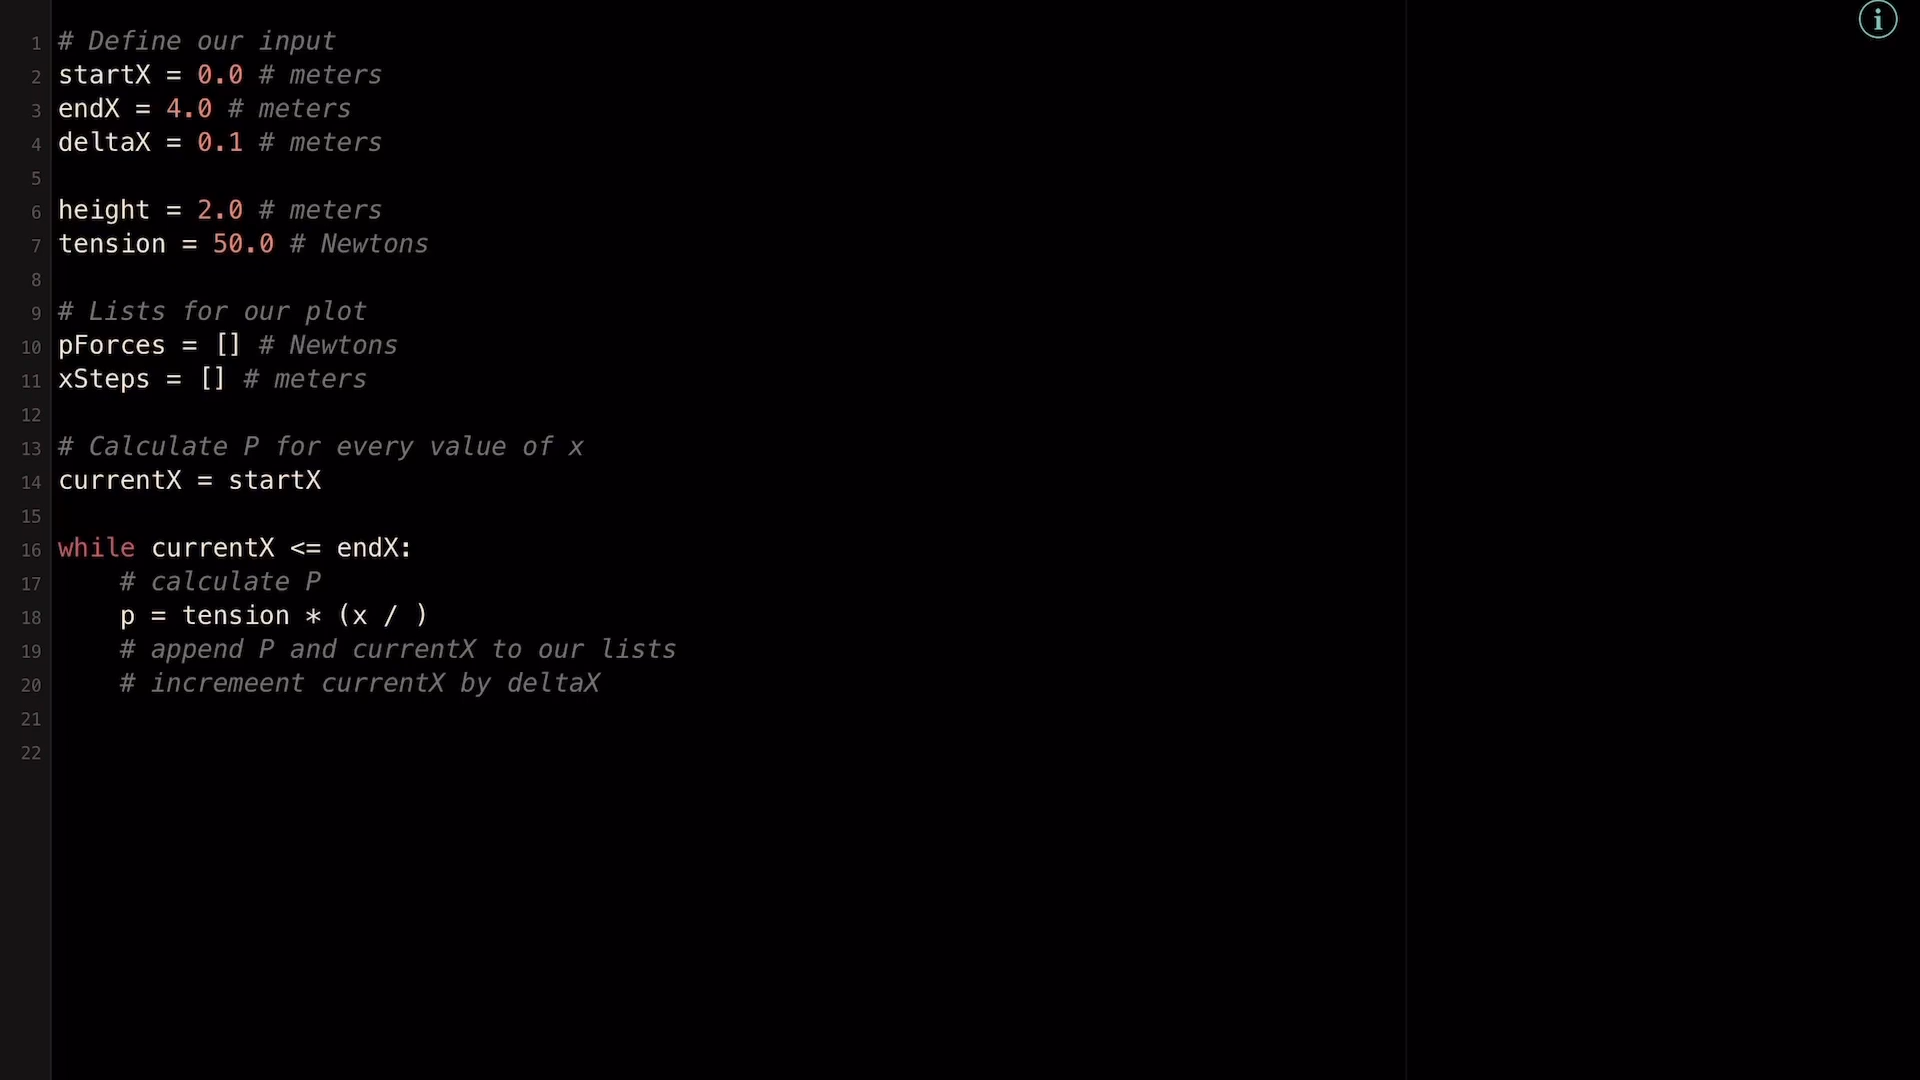 1 # Define our input
2 startX = 0.0 # meters
3 endX = 4.0 # meters
4 deltaX = 0.1 # meters
5
6 height = 2.0 # meters
7 tension = 50.0 # Newtons
8
9 # Lists for our plot
10 pForces = [] # Newtons
11 xSteps = [] # meters
12
13 # Calculate P for every value of x
14 currentX = startX
15
16 while currentX <= endX:
17     # calculate P
18     p = tension * (x / )
19     # append P and currentX to our lists
20     # incremeent currentX by deltaX
21
22
i